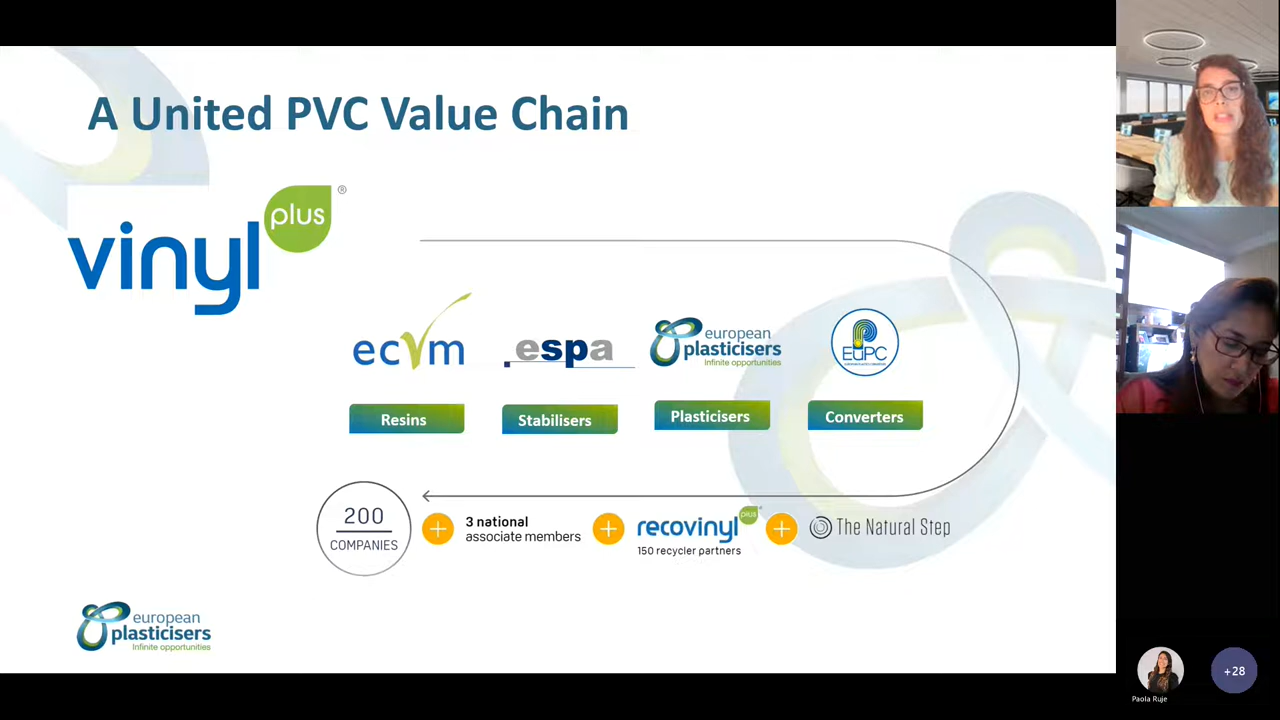 A United PVC Value Chain
vinyl plus ®
ecvm
espa
european
plasticisers
Infinite opportunities
EuPC
Resins
Stabilisers
Plasticisers
Converters
200
COMPANIES
3 national
associate members
recovinyl plus
150 recycler partners
The Natural Step
european
plasticisers
Infinite opportunities
Paola Ruje
+28